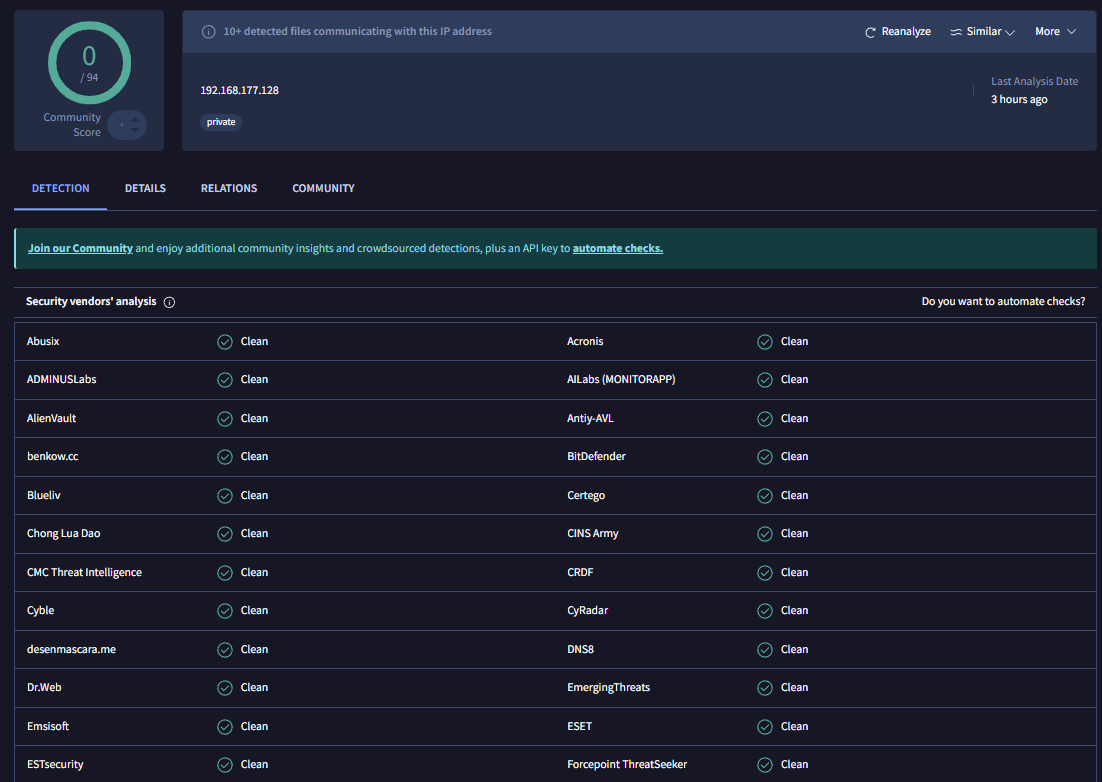 0
/ 94
Community
Score
10+ detected files communicating with this IP address
Reanalyze
Similar
More
192.168.177.128
private
Last Analysis Date
3 hours ago
DETECTION
DETAILS
RELATIONS
COMMUNITY
Join our Community and enjoy additional community insights and crowdsourced detections, plus an API key to automate checks.
Security vendors' analysis
Do you want to automate checks?
Abusix Clean Acronis Clean
ADMINUSLabs Clean AILabs (MONITORAPP) Clean
AlienVault Clean Antiy-AVL Clean
benkow.cc Clean BitDefender Clean
Blueliv Clean Certego Clean
Chong Lua Dao Clean CINS Army Clean
CMC Threat Intelligence Clean CRDF Clean
Cyble Clean CyRadar Clean
desenmascara.me Clean DNS8 Clean
Dr.Web Clean EmergingThreats Clean
Emsisoft Clean ESET Clean
ESTsecurity Clean Forcepoint ThreatSeeker Clean